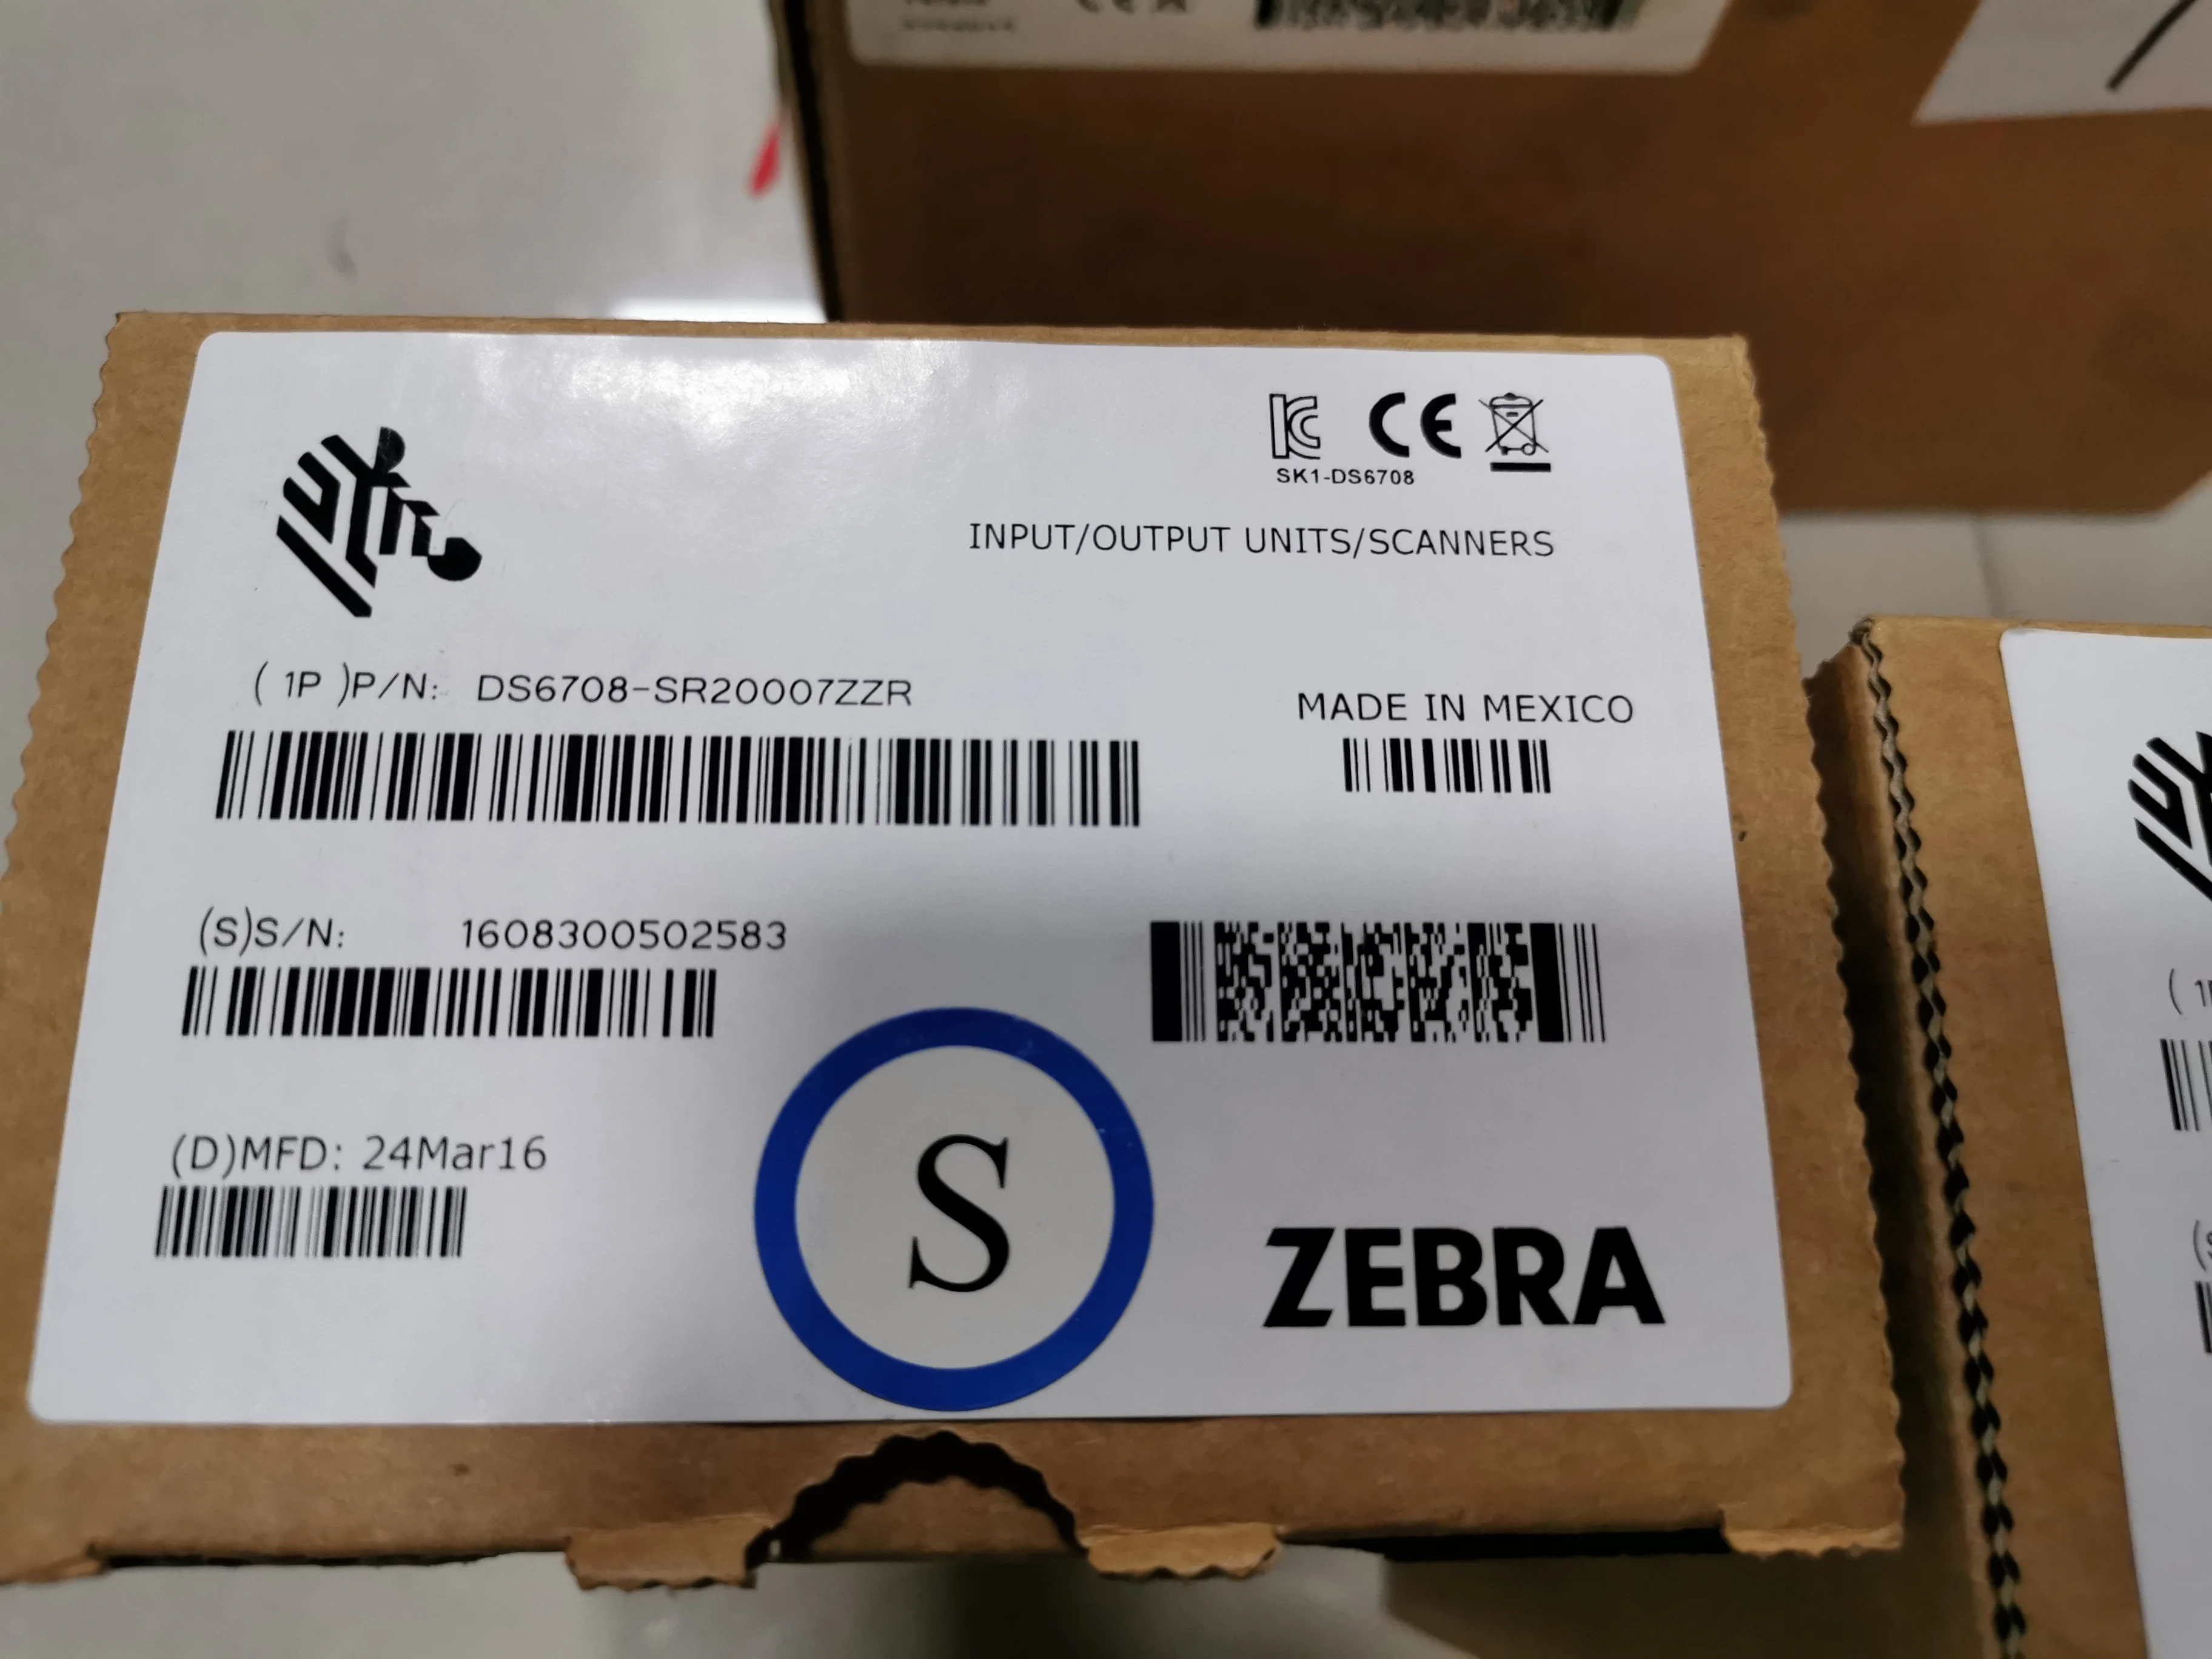 SK1-DS6708
INPUT/OUTPUT UNITS/SCANNERS
( 1P )P/N: DS6708-SR20007ZZR
MADE IN MEXICO
(S)S/N: 1608300502583
(D)MFD: 24Mar16
S
ZEBRA